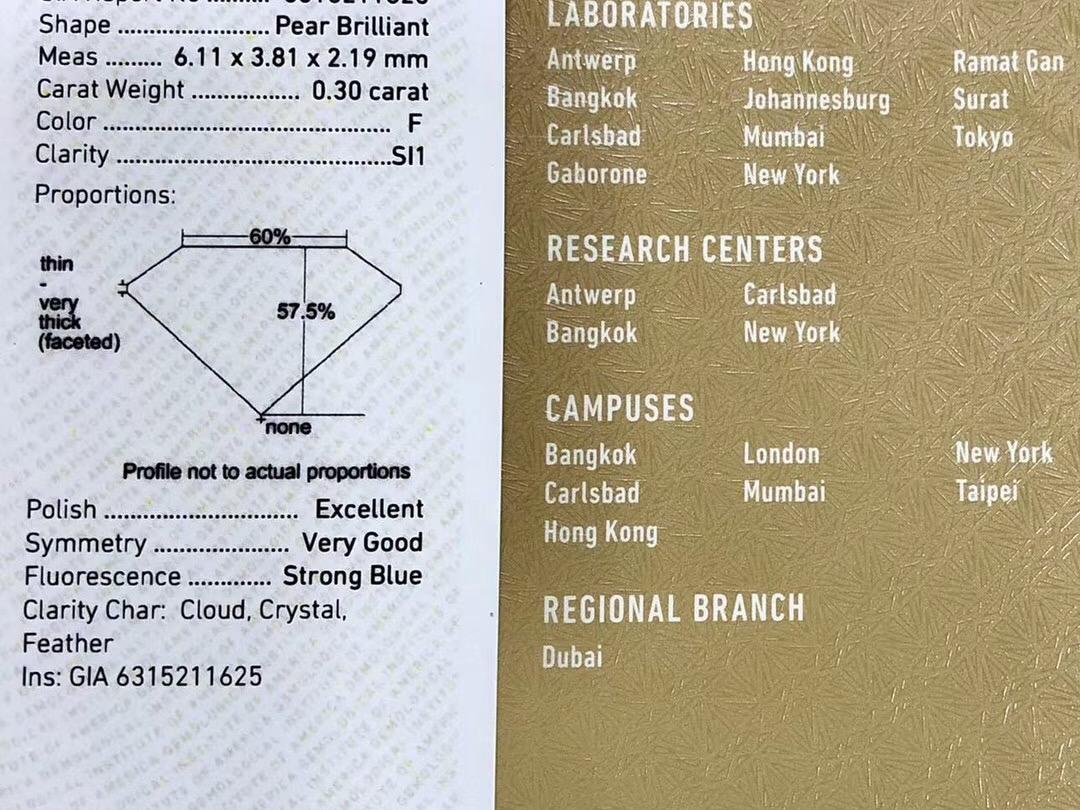 Shape ........................ Pear Brilliant
Meas ......... 6.11 x 3.81 x 2.19 mm
Carat Weight ................. 0.30 carat
Color ............................................. F
Clarity ...........................................SI1
Proportions:
60%
thin
-
very
thick
(faceted)
57.5%
none
Profile not to actual proportions
Polish ............................... Excellent
Symmetry ..................... Very Good
Fluorescence ............. Strong Blue
Clarity Char: Cloud, Crystal,
Feather
Ins: GIA 6315211625
LABORATORIES
Antwerp Hong Kong Ramat Gan
Bangkok Johannesburg Surat
Carlsbad Mumbai Tokyo
Gaborone New York
RESEARCH CENTERS
Antwerp Carlsbad
Bangkok New York
CAMPUSES
Bangkok London New York
Carlsbad Mumbai Taipei
Hong Kong
REGIONAL BRANCH
Dubai